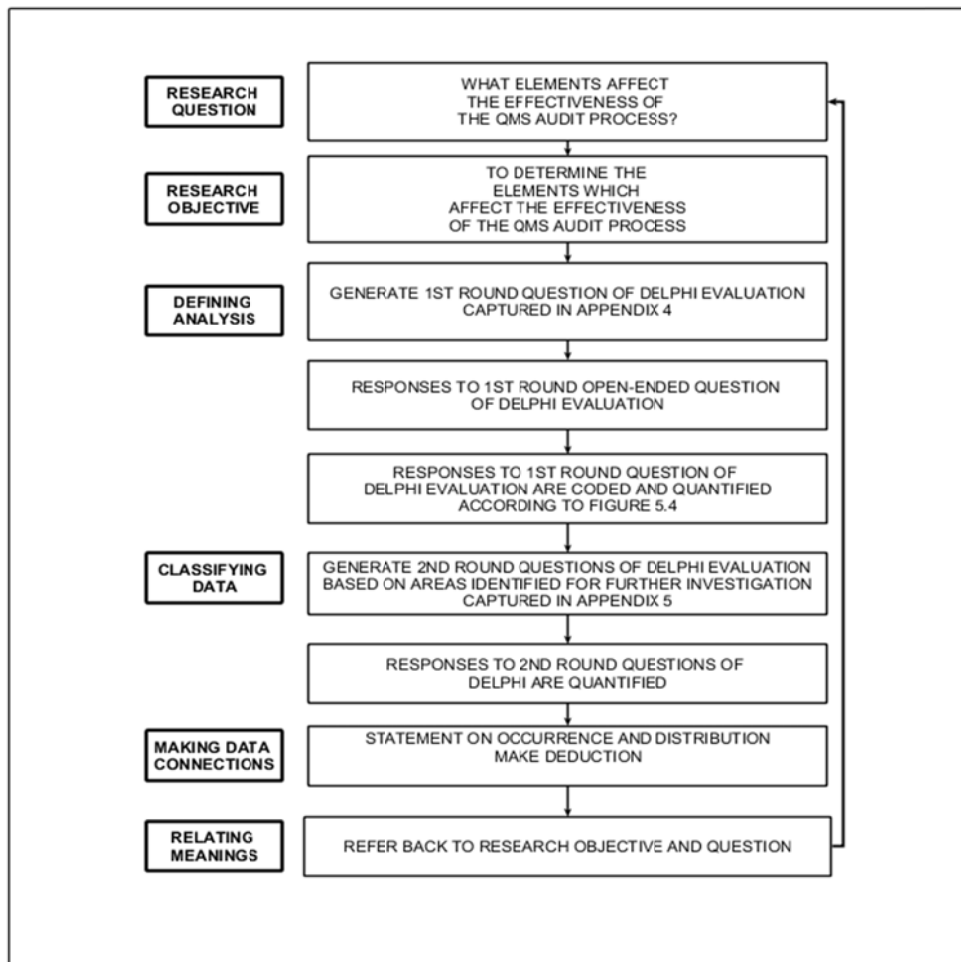 RESEARCH
QUESTION
WHAT ELEMENTS AFFECT
THE EFFECTIVENESS OF
THE QMS AUDIT PROCESS?
RESEARCH
OBJECTIVE
TO DETERMINE THE
ELEMENTS WHICH
AFFECT THE EFFECTIVENESS
OF THE QMS AUDIT PROCESS
DEFINING
ANALYSIS
GENERATE 1ST ROUND QUESTION OF DELPHI EVALUATION
CAPTURED IN APPENDIX 4
RESPONSES TO 1ST ROUND OPEN-ENDED QUESTION
OF DELPHI EVALUATION
RESPONSES TO 1ST ROUND QUESTION OF
DELPHI EVALUATION ARE CODED AND QUANTIFIED
ACCORDING TO FIGURE 5.4
CLASSIFYING
DATA
GENERATE 2ND ROUND QUESTIONS OF DELPHI EVALUATION
BASED ON AREAS IDENTIFIED FOR FURTHER INVESTIGATION
CAPTURED IN APPENDIX 5
RESPONSES TO 2ND ROUND QUESTIONS OF
DELPHI ARE QUANTIFIED
MAKING DATA
CONNECTIONS
STATEMENT ON OCCURRENCE AND DISTRIBUTION
MAKE DEDUCTION
RELATING
MEANINGS
REFER BACK TO RESEARCH OBJECTIVE AND QUESTION